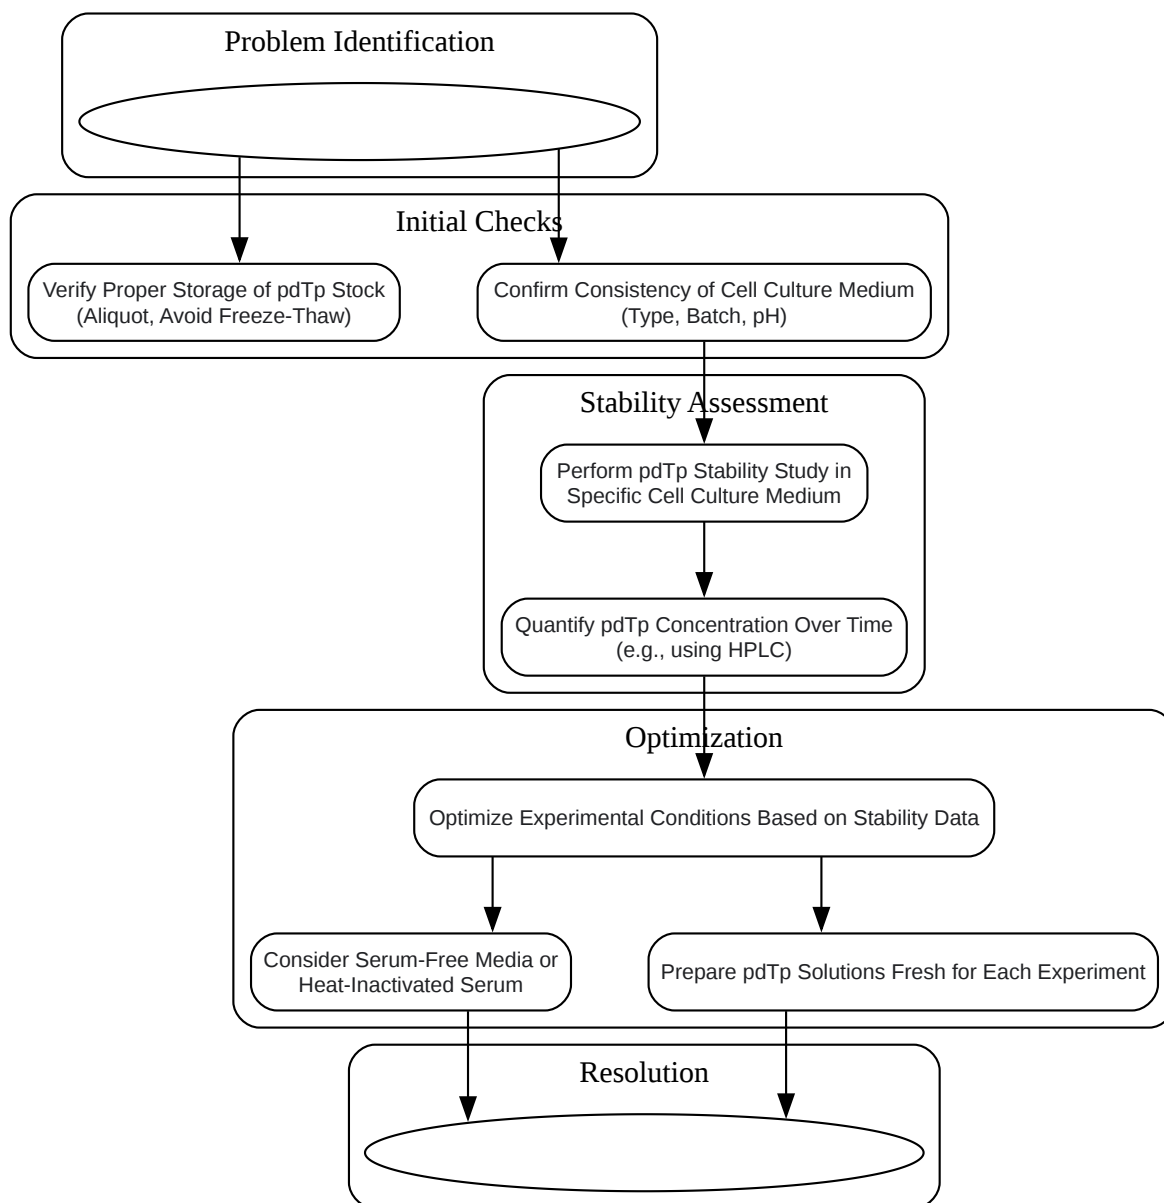 Problem Identification
Initial Checks
Verify Proper Storage of pdTp Stock
(Aliquot, Avoid Freeze-Thaw)
Confirm Consistency of Cell Culture Medium
(Type, Batch, pH)
Stability Assessment
Perform pdTp Stability Study in
Specific Cell Culture Medium
Quantify pdTp Concentration Over Time
(e.g., using HPLC)
Optimization
Optimize Experimental Conditions Based on Stability Data
Consider Serum-Free Media or
Heat-Inactivated Serum
Prepare pdTp Solutions Fresh for Each Experiment
Resolution